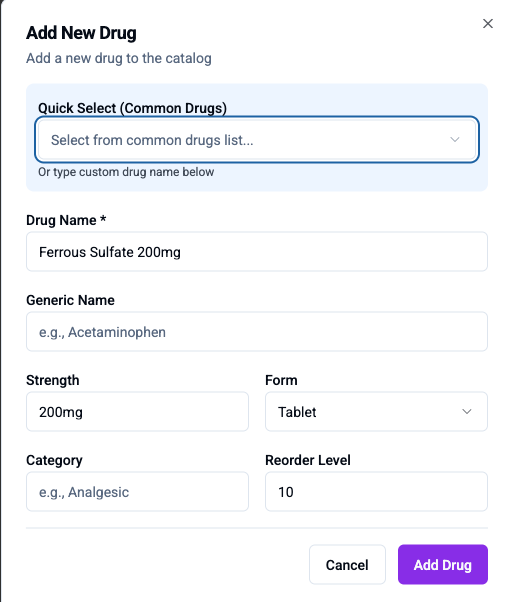 Add New Drug
Add a new drug to the catalog
Quick Select (Common Drugs)
Select from common drugs list...
Or type custom drug name below
Drug Name *
Ferrous Sulfate 200mg
Generic Name
e.g., Acetaminophen
Strength
Form
200mg
Tablet
Category
Reorder Level
e.g., Analgesic
10
Cancel
Add Drug